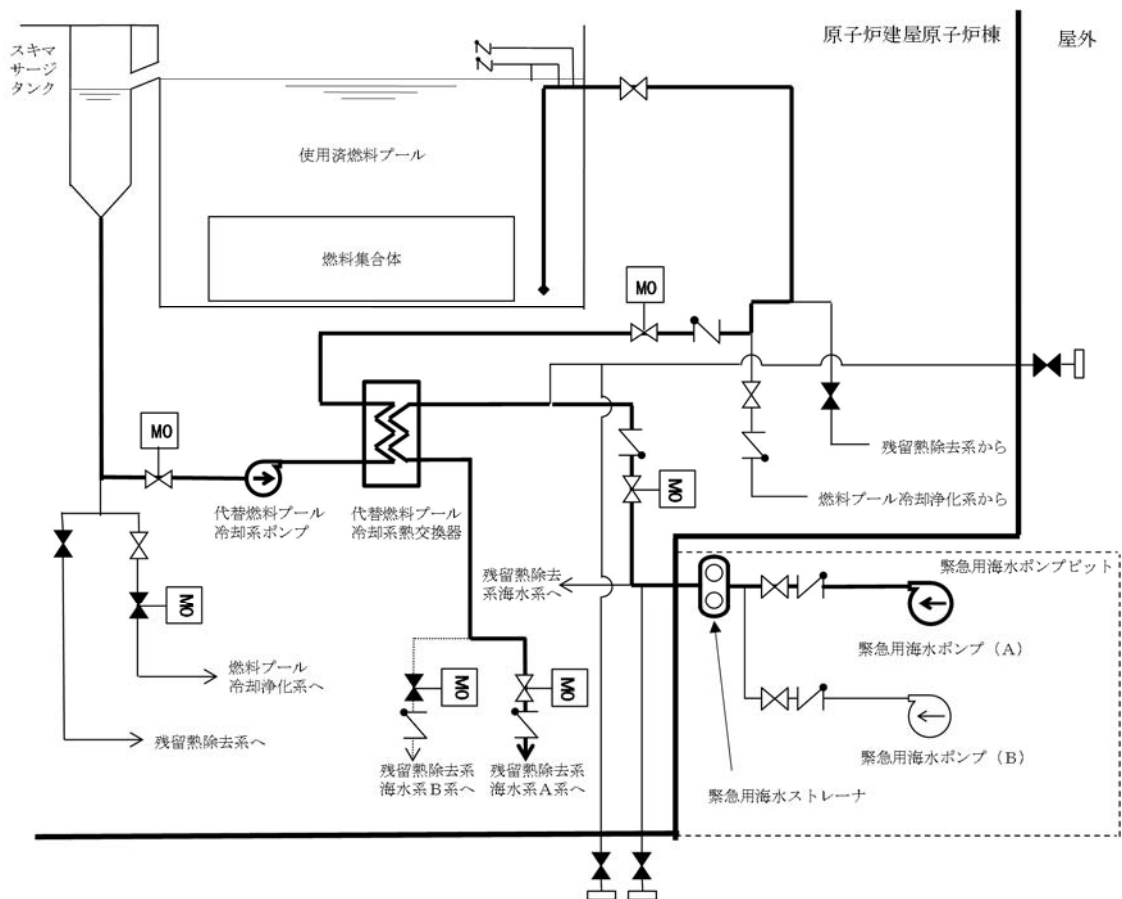 原子炉建屋原子炉棟
屋外
スキマ
サージ
タンク
使用済燃料プール
燃料集合体
MO
MO
代替燃料プール
冷却系ポンプ
代替燃料プール
冷却系熱交換器
MO
残留熱除去系から
燃料プール冷却浄化系から
残留熱除去
系海水系へ
緊急用海水ポンプピット
緊急用海水ポンプ（A）
MO
燃料プール
冷却浄化系へ
MO
MO
残留熱除去系へ
残留熱除去系
海水系B系へ
残留熱除去系
海水系A系へ
緊急用海水ポンプ（B）
緊急用海水ストレーナ